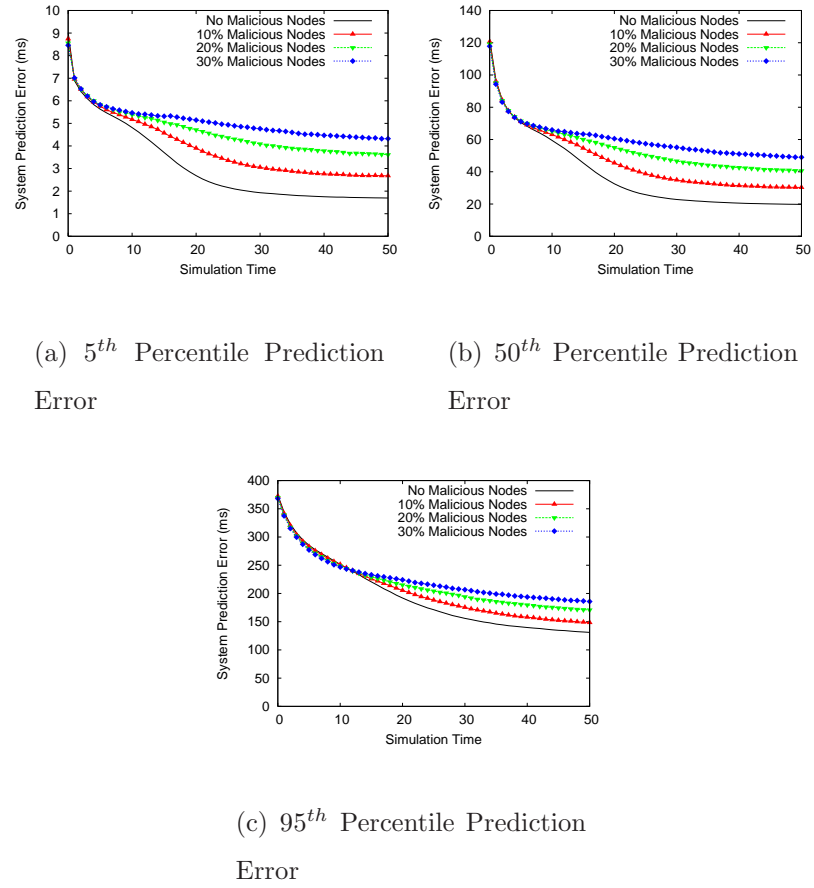 No Malicious Nodes
10% Malicious Nodes
20% Malicious Nodes
30% Malicious Nodes
System Prediction Error (ms)
10
9
8
7
6
5
4
3
2
1
0
0 10 20 30 40 50
Simulation Time
(a) 5th Percentile Prediction
Error
No Malicious Nodes
10% Malicious Nodes
20% Malicious Nodes
30% Malicious Nodes
System Prediction Error (ms)
140
120
100
80
60
40
20
0
0 10 20 30 40 50
Simulation Time
(b) 50th Percentile Prediction
Error
No Malicious Nodes
10% Malicious Nodes
20% Malicious Nodes
30% Malicious Nodes
System Prediction Error (ms)
400
350
300
250
200
150
100
50
0
0 10 20 30 40 50
Simulation Time
(c) 95th Percentile Prediction
Error